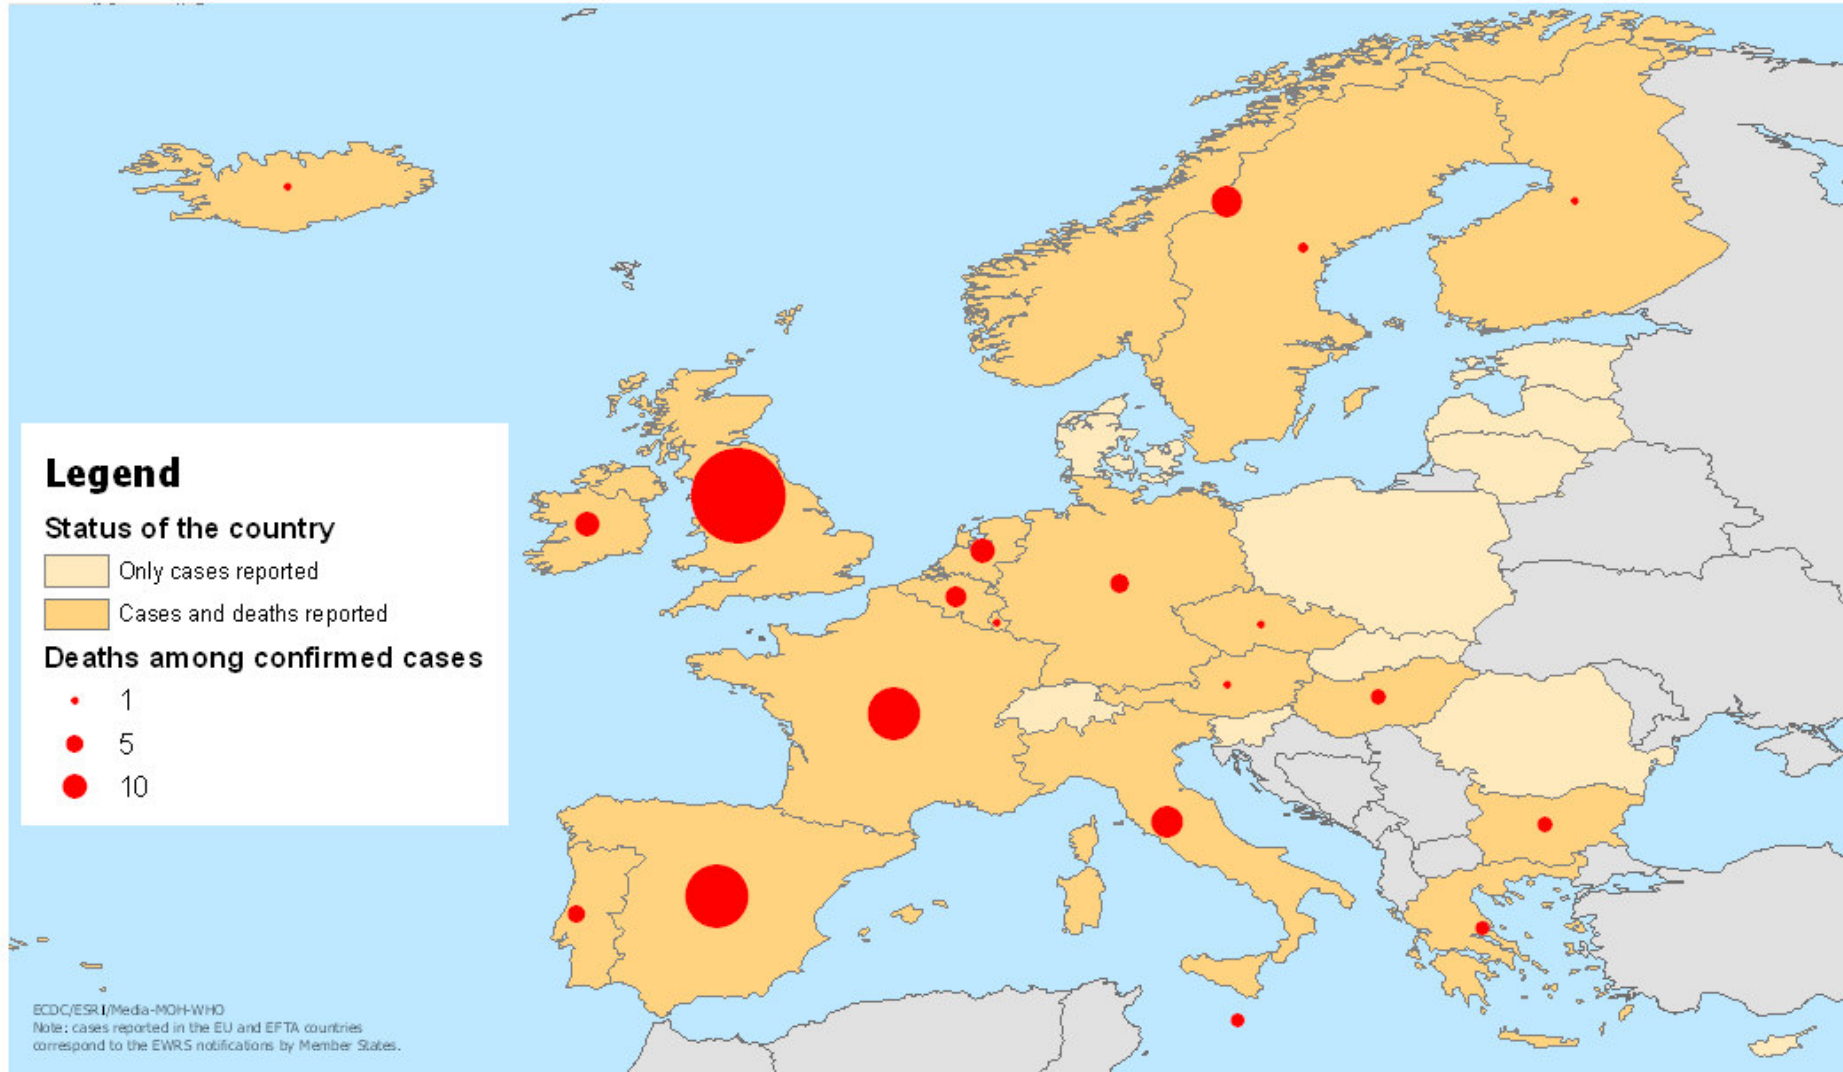 Legend
Status of the country
Only cases reported
Cases and deaths reported
Deaths among confirmed cases
1
5
10
ECDC/ESRI/Media-MOH-WHO
Note: cases reported in the EU and EFTA countries
correspond to the EWRS notifications by Member States.